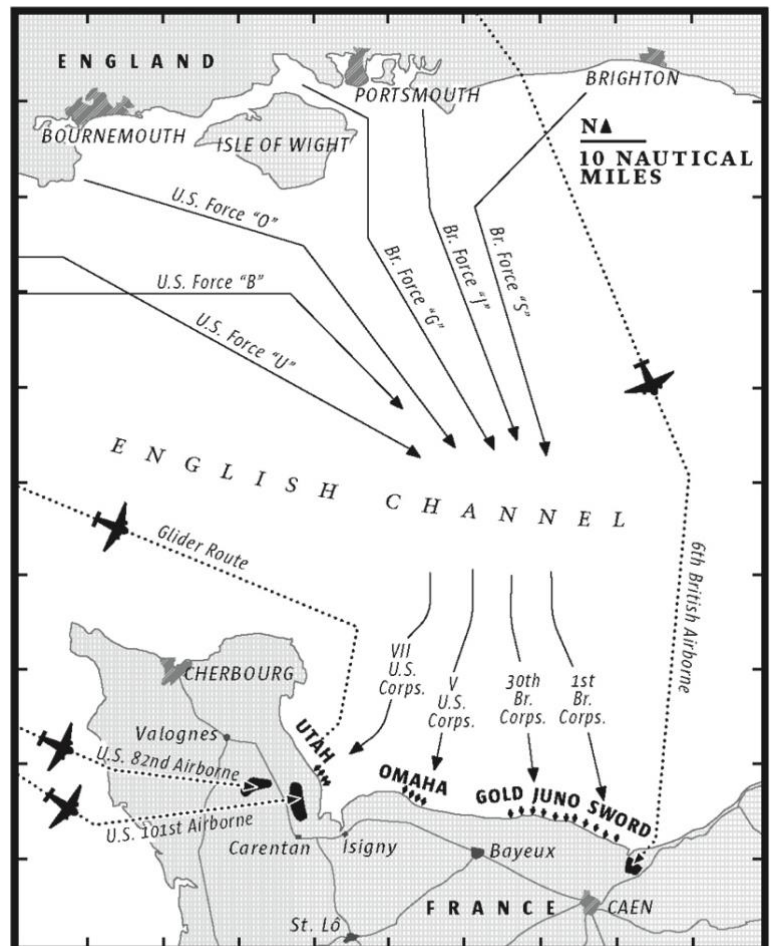 ENGLAND
PORTSMOUTH
BRIGHTON
BOURNEMOUTH
ISLE OF WIGHT
N
10 NAUTICAL
MILES
U.S. Force "O"
U.S. Force "B"
U.S. Force "U"
Br. Force "G"
Br. Force "J"
Br. Force "S"
ENGLISH CHANNEL
Glider Route
6th British Airborne
VII
U.S.
Corps.
V
U.S.
Corps.
30th
Br.
Corps.
1st
Br.
Corps.
CHERBOURG
Valognes
UTAH
U.S. 82nd Airborne
OMAHA
GOLD JUNO SWORD
U.S. 101st Airborne
Carentan
Isigny
Bayeux
FRANCE
CAEN
St. Lô